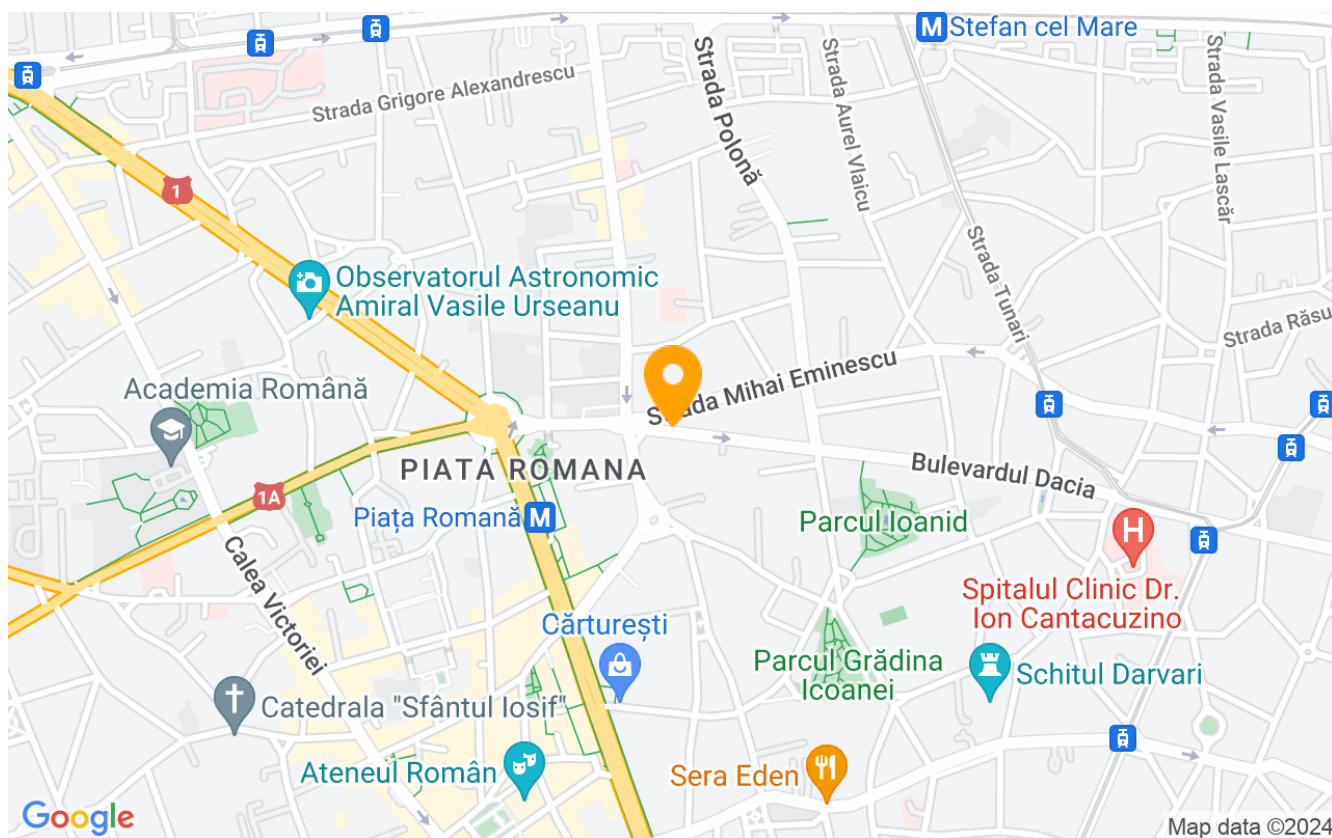 Stefan cel Mare
Strada Grigore Alexandrescu
Strada Polonă
Strada Aurel Vlaicu
Strada Vasile Lascăr
1
Strada Tunari
Observatorul Astronomic
Amiral Vasile Urseanu
Strada Răsu
Academia Română
Strada Mihai Eminescu
PIATA ROMANA
Bulevardul Dacia
1A
Piața Romană
M
M
Parcul Ioanid
H
Calea Victoriei
Spitalul Clinic Dr.
Ion Cantacuzino
Cărturești
Parcul Grădina
Icoanei
Schitul Darvari
Catedrala "Sfântul Iosif"
Ateneul Român
Sera Eden
Google
Map data ©2024